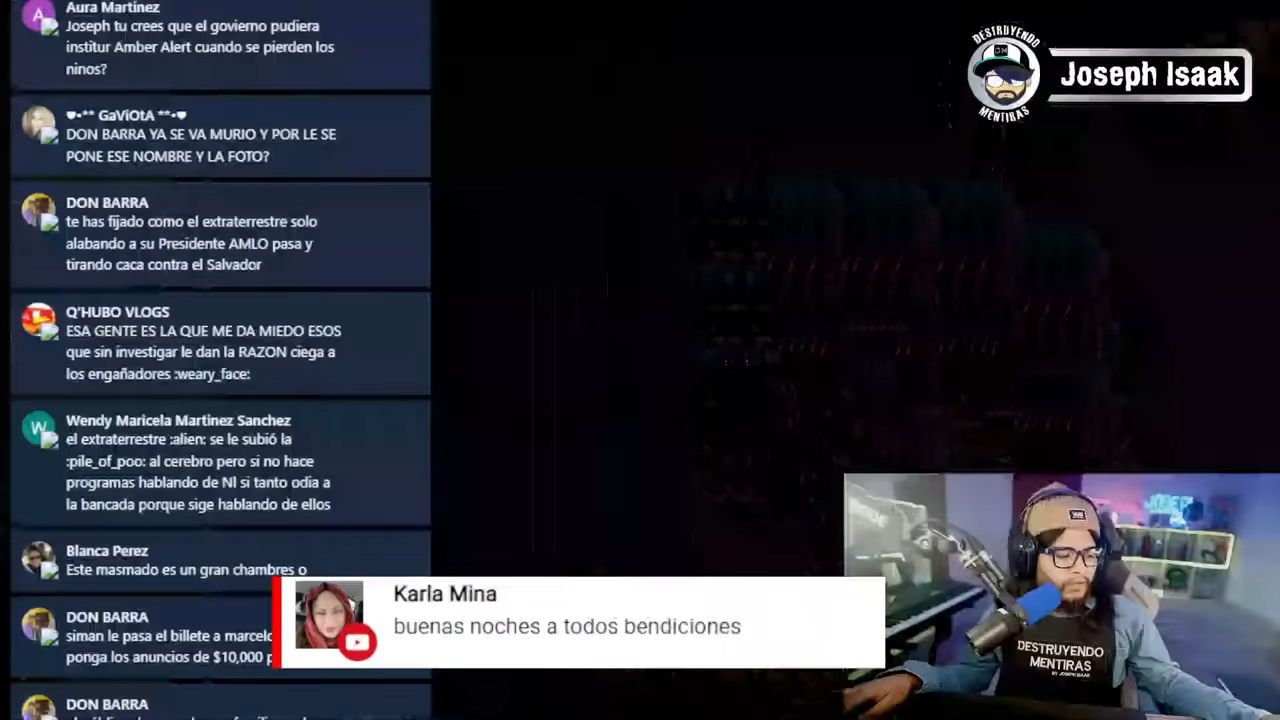 Aura Martinez
Joseph tu crees que el govierno pudiera
institur Amber Alert cuando se pierden los
ninos?
♥•** GaViOtA **•♥
DON BARRA YA SE VA MURIO Y POR LE SE
PONE ESE NOMBRE Y LA FOTO?
DON BARRA
te has fijado como el extraterrestre solo
alabando a su Presidente AMLO pasa y
tirando caca contra el Salvador
Q'HUBO VLOGS
ESA GENTE ES LA QUE ME DA MIEDO ESOS
que sin investigar le dan la RAZON ciega a
los engañadores :weary_face:
Wendy Maricela Martinez Sanchez
el extraterrestre :alien: se le subió la
:pile_of_poo: al cerebro pero si no hace
programas hablando de Nl si tanto odia a
la bancada porque sige hablando de ellos
Blanca Perez
Este masmado es un gran chambres o
DON BARRA
siman le pasa el billete a marcelo
ponga los anuncios de $10,000
DON BARRA
Karla Mina
buenas noches a todos bendiciones
DESTRUYENDO
DM
MENTIRAS
Joseph Isaak
JOSEPH
DESTRUYENDO
MENTIRAS
BY JOSEPH ISAAK